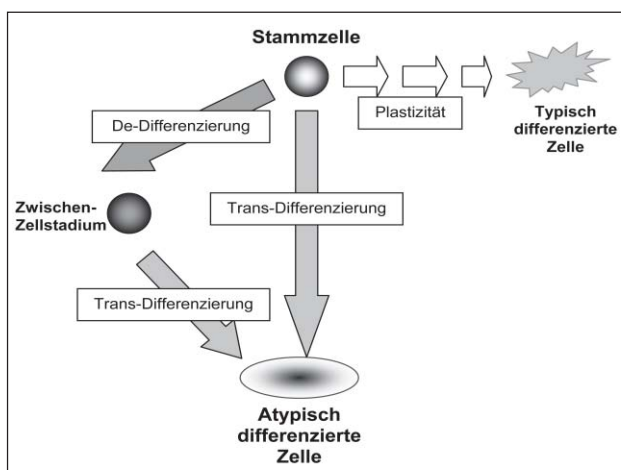 Stammzelle
Plastizität
Typisch
differenzierte
Zelle
De-Differenzierung
Zwischen-
Zellstadium
Trans-Differenzierung
Trans-Differenzierung
Atypisch
differenzierte
Zelle